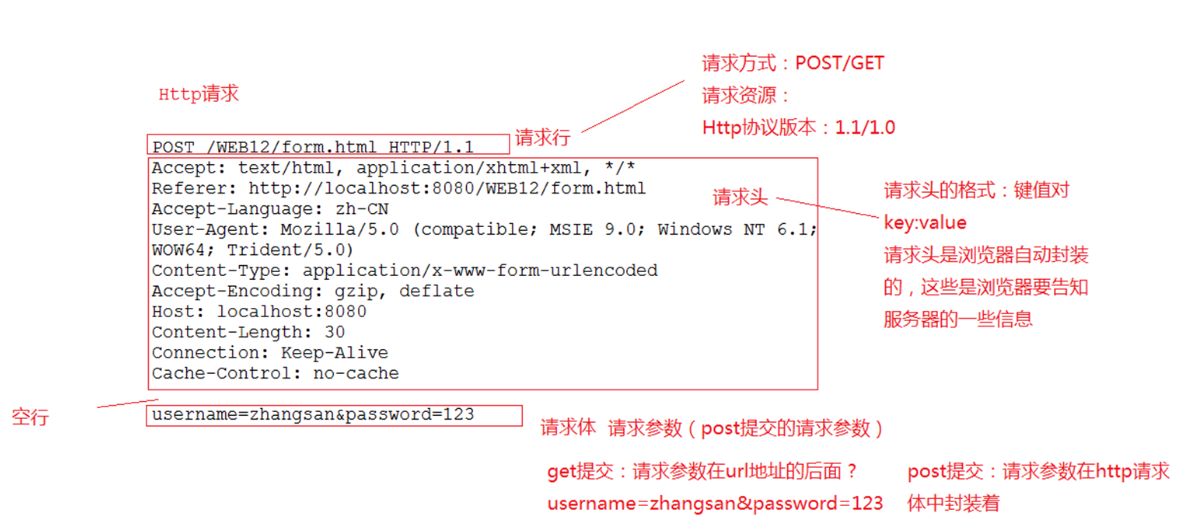 Http请求
请求方式：POST/GET
请求资源：
Http协议版本：1.1/1.0
POST /WEB12/form.html HTTP/1.1
请求行
Accept: text/html, application/xhtml+xml, */*
Referer: http://localhost:8080/WEB12/form.html
Accept-Language: zh-CN
User-Agent: Mozilla/5.0 (compatible; MSIE 9.0; Windows NT 6.1;
WOW64; Trident/5.0)
Content-Type: application/x-www-form-urlencoded
Accept-Encoding: gzip, deflate
Host: localhost:8080
Content-Length: 30
Connection: Keep-Alive
Cache-Control: no-cache
请求头
请求头的格式：键值对
key:value
请求头是浏览器自动封装
的，这些是浏览器要告知
服务器的一些信息
空行
username=zhangsan&password=123
请求体 请求参数（post提交的请求参数）
get提交：请求参数在url地址的后面？
username=zhangsan&password=123
post提交：请求参数在http请求
体中封装着